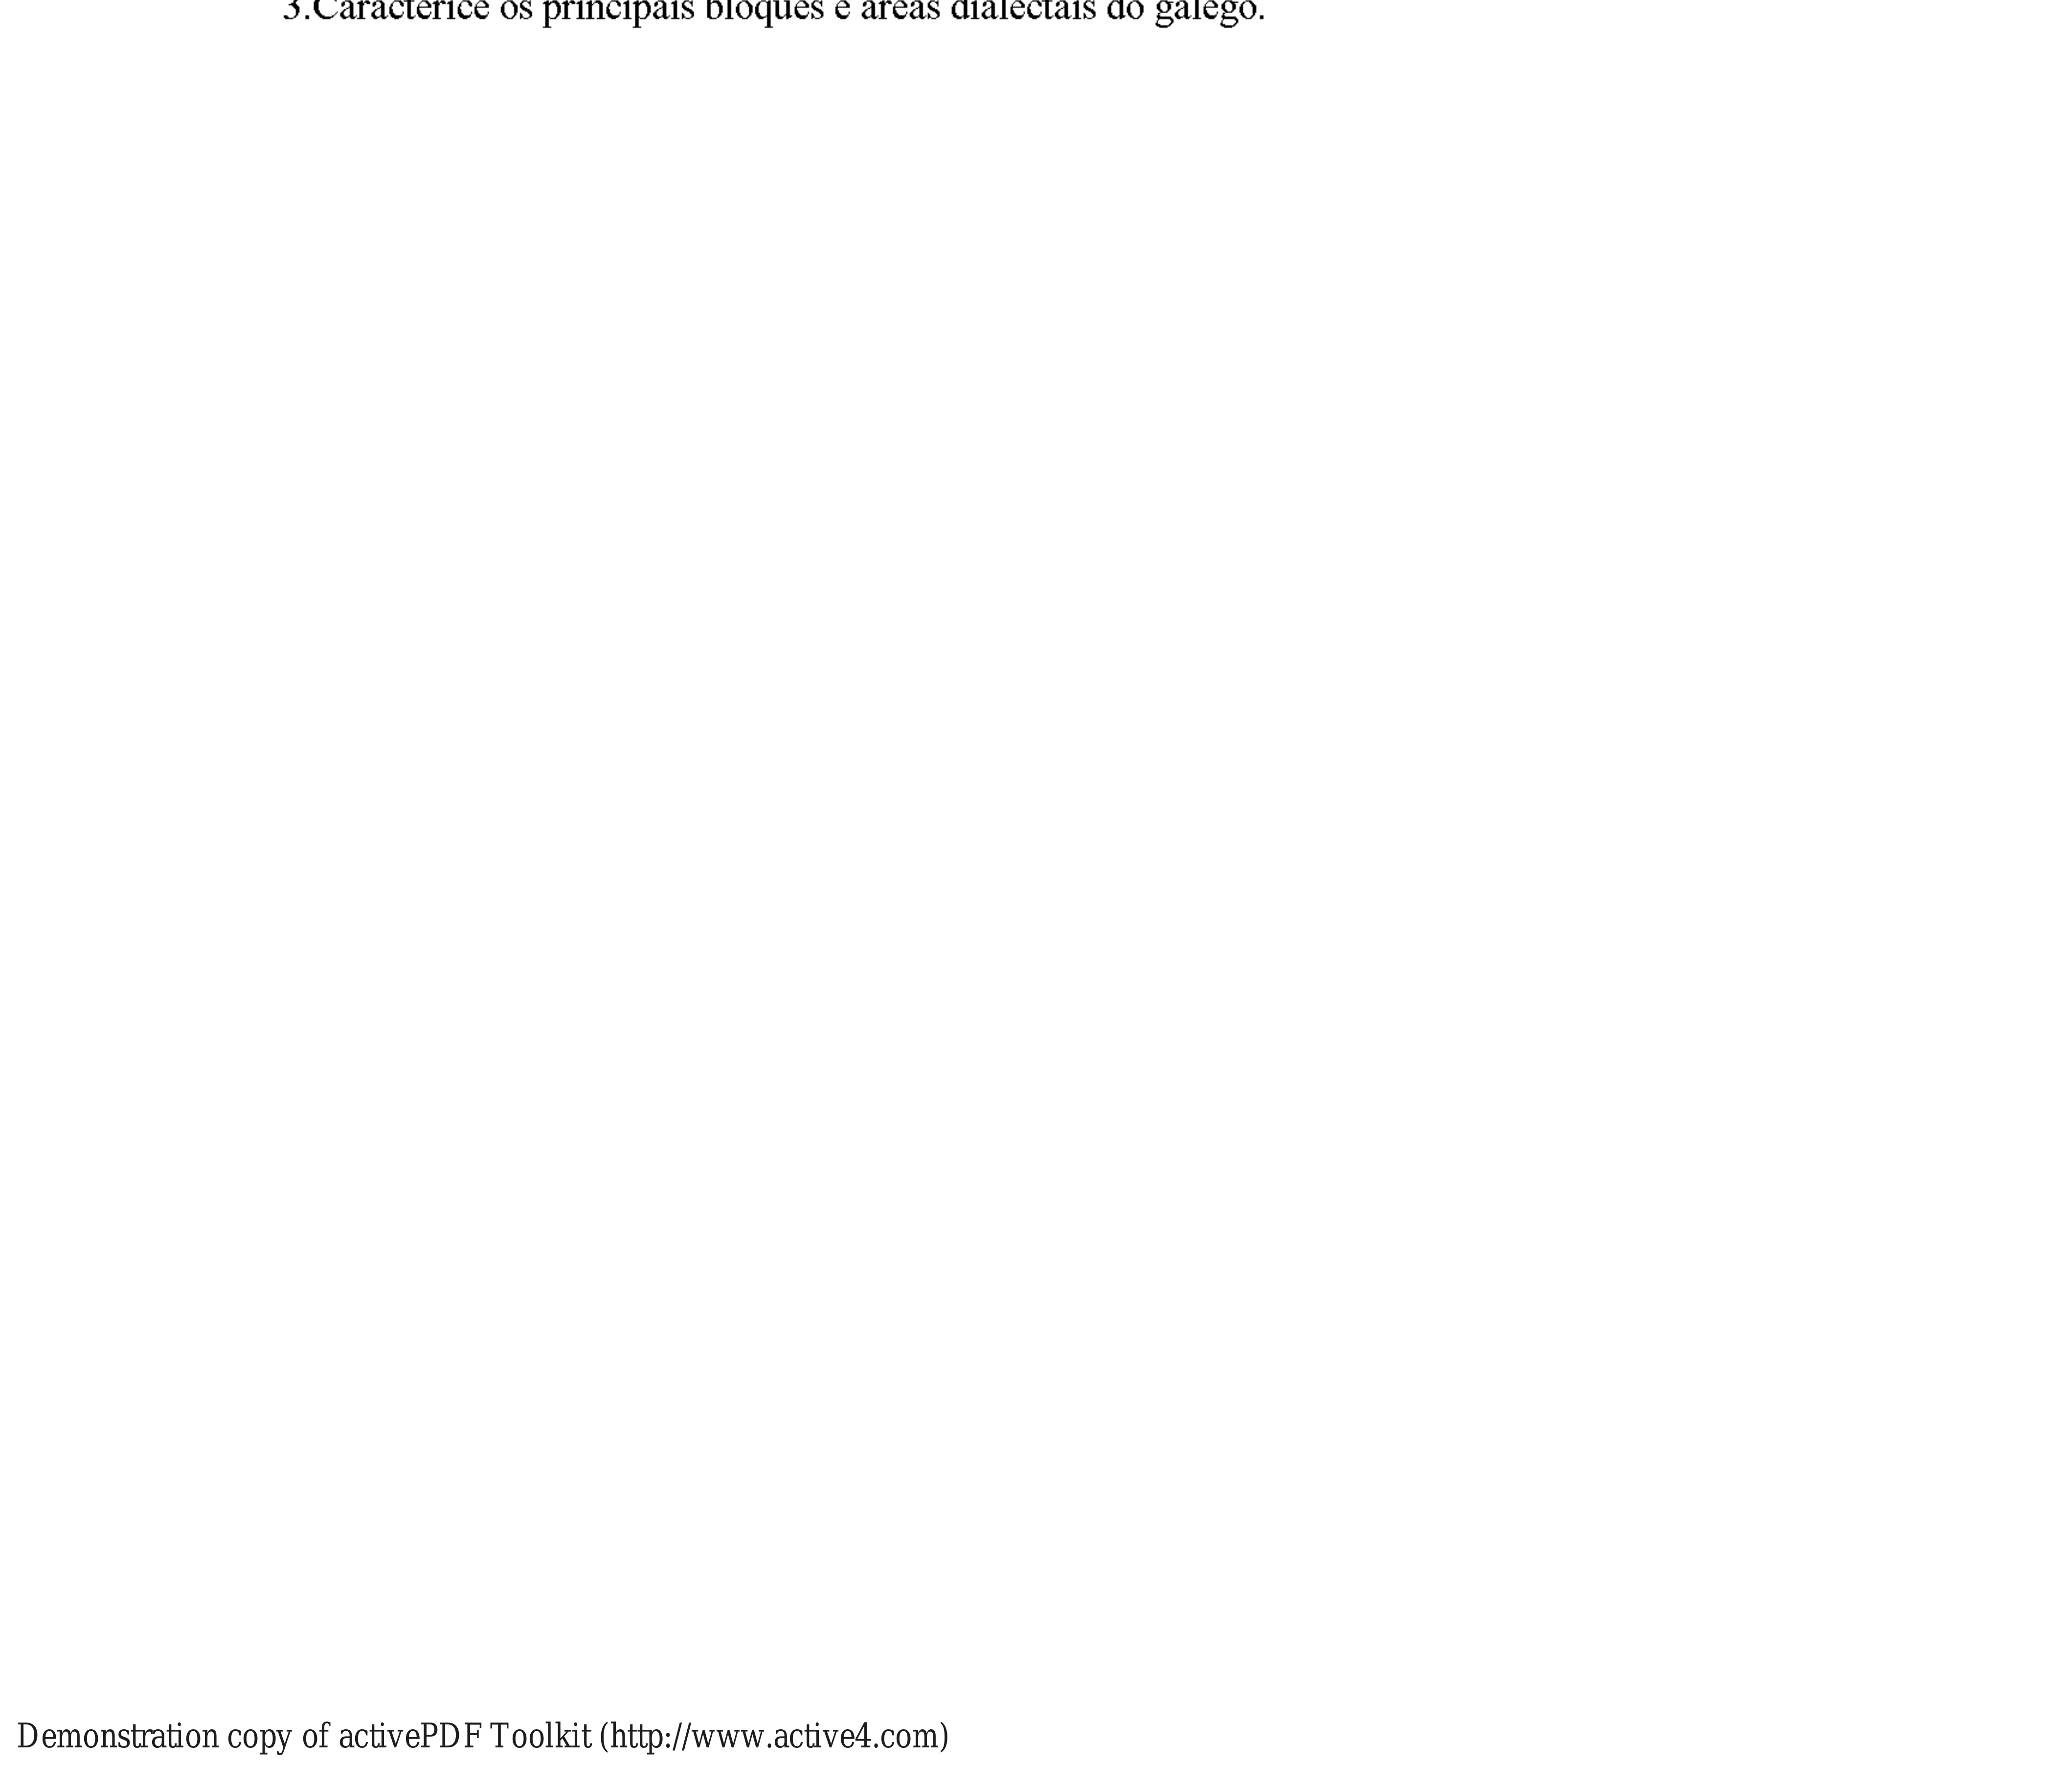 3.Caracterice os principais bloques e áreas dialectais do galego.
Demonstration copy of activePDF Toolkit (http://www.active4.com)